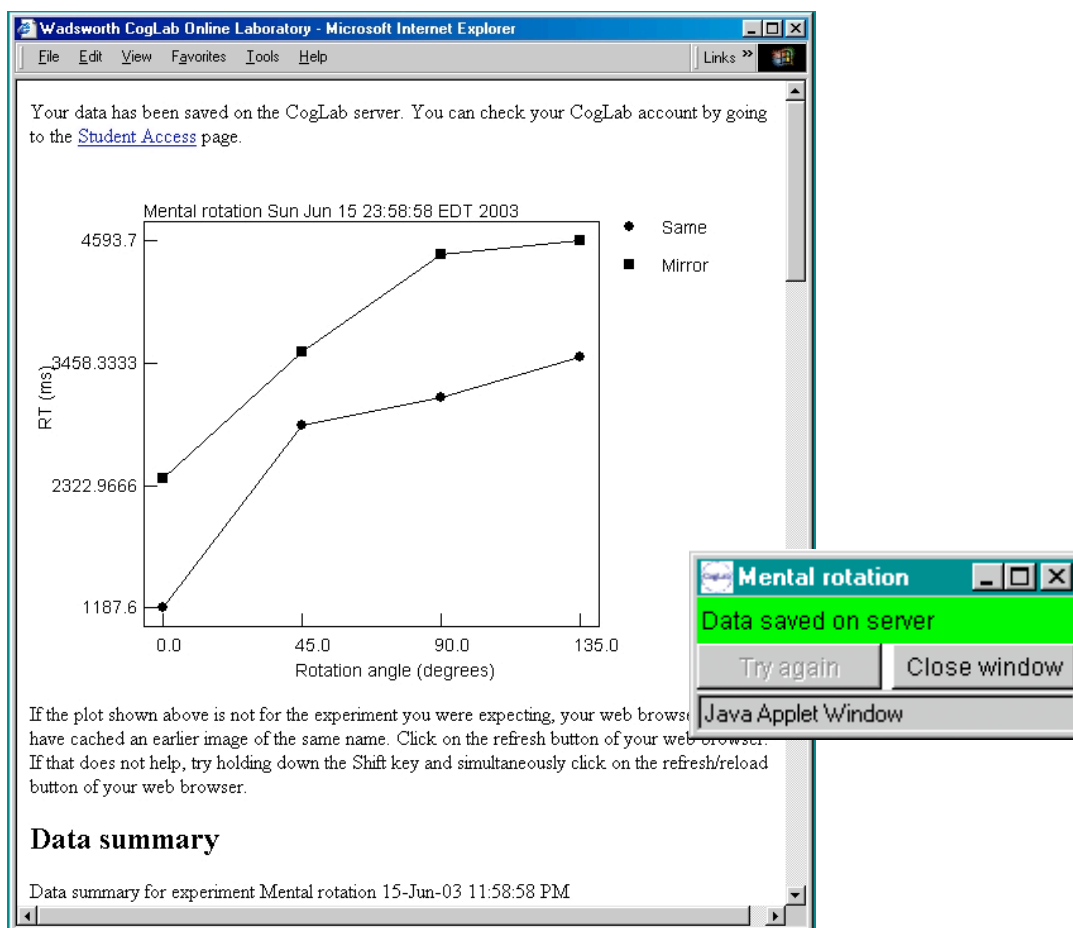 Wadsworth CogLab Online Laboratory - Microsoft Internet Explorer
File Edit View Favorites Tools Help
Links »
Your data has been saved on the CogLab server. You can check your CogLab account by going
to the Student Access page.
Mental rotation Sun Jun 15 23:58:58 EDT 2003
Same
Mirror
4593.7
3458.3333
2322.9666
1187.6
RT (ms)
0.0 45.0 90.0 135.0
Rotation angle (degrees)
If the plot shown above is not for the experiment you were expecting, your web brows
have cached an earlier image of the same name. Click on the refresh button of your web browser.
If that does not help, try holding down the Shift key and simultaneously click on the refresh/reload
button of your web browser.
Data summary
Data summary for experiment Mental rotation 15-Jun-03 11:58:58 PM
Mental rotation
Data saved on server
Try again Close window
Java Applet Window